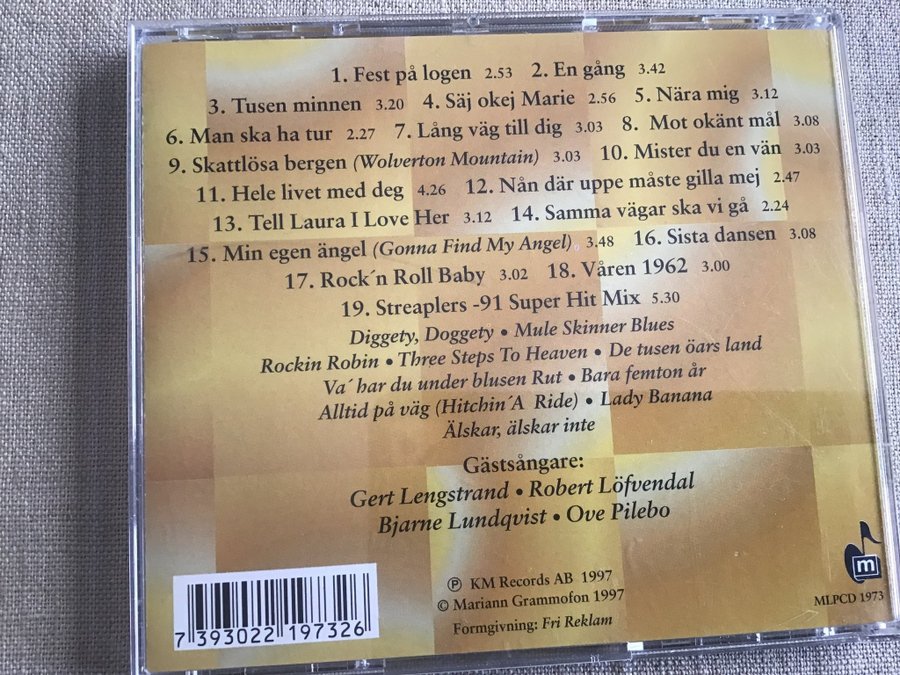 1. Fest på logen 2.53 2. En gång 3.42
3. Tusen minnen 3.20 4. Säj okej Marie 2.56 5. Nära mig 3.12
6. Man ska ha tur 2.27 7. Lång väg till dig 3.03 8. Mot okänt mål 3.08
9. Skattlösa bergen (Wolverton Mountain) 3.03 10. Mister du en vän 3.03
11. Hele livet med deg 4.26 12. Nån där uppe måste gilla mej 2.47
13. Tell Laura I Love Her 3.12 14. Samma vägar ska vi gå 2.24
15. Min egen ängel (Gonna Find My Angel) 3.48 16. Sista dansen 3.08
17. Rock´n Roll Baby 3.02 18. Våren 1962 3.00
19. Streaplers -91 Super Hit Mix 5.30
Diggety, Doggety • Mule Skinner Blues
Rockin Robin • Three Steps To Heaven • De tusen öars land
Va´ har du under blusen Rut • Bara femton år
Alltid på väg (Hitchin´A Ride) • Lady Banana
Älskar, älskar inte
Gästsångare:
Gert Lengstrand • Robert Löfvendal
Bjarne Lundqvist • Ove Pilebo
Ⓟ KM Records AB 1997
© Mariann Grammofon 1997
Formgivning: Fri Reklam
m
MLPCD 1973
7 393022 197326